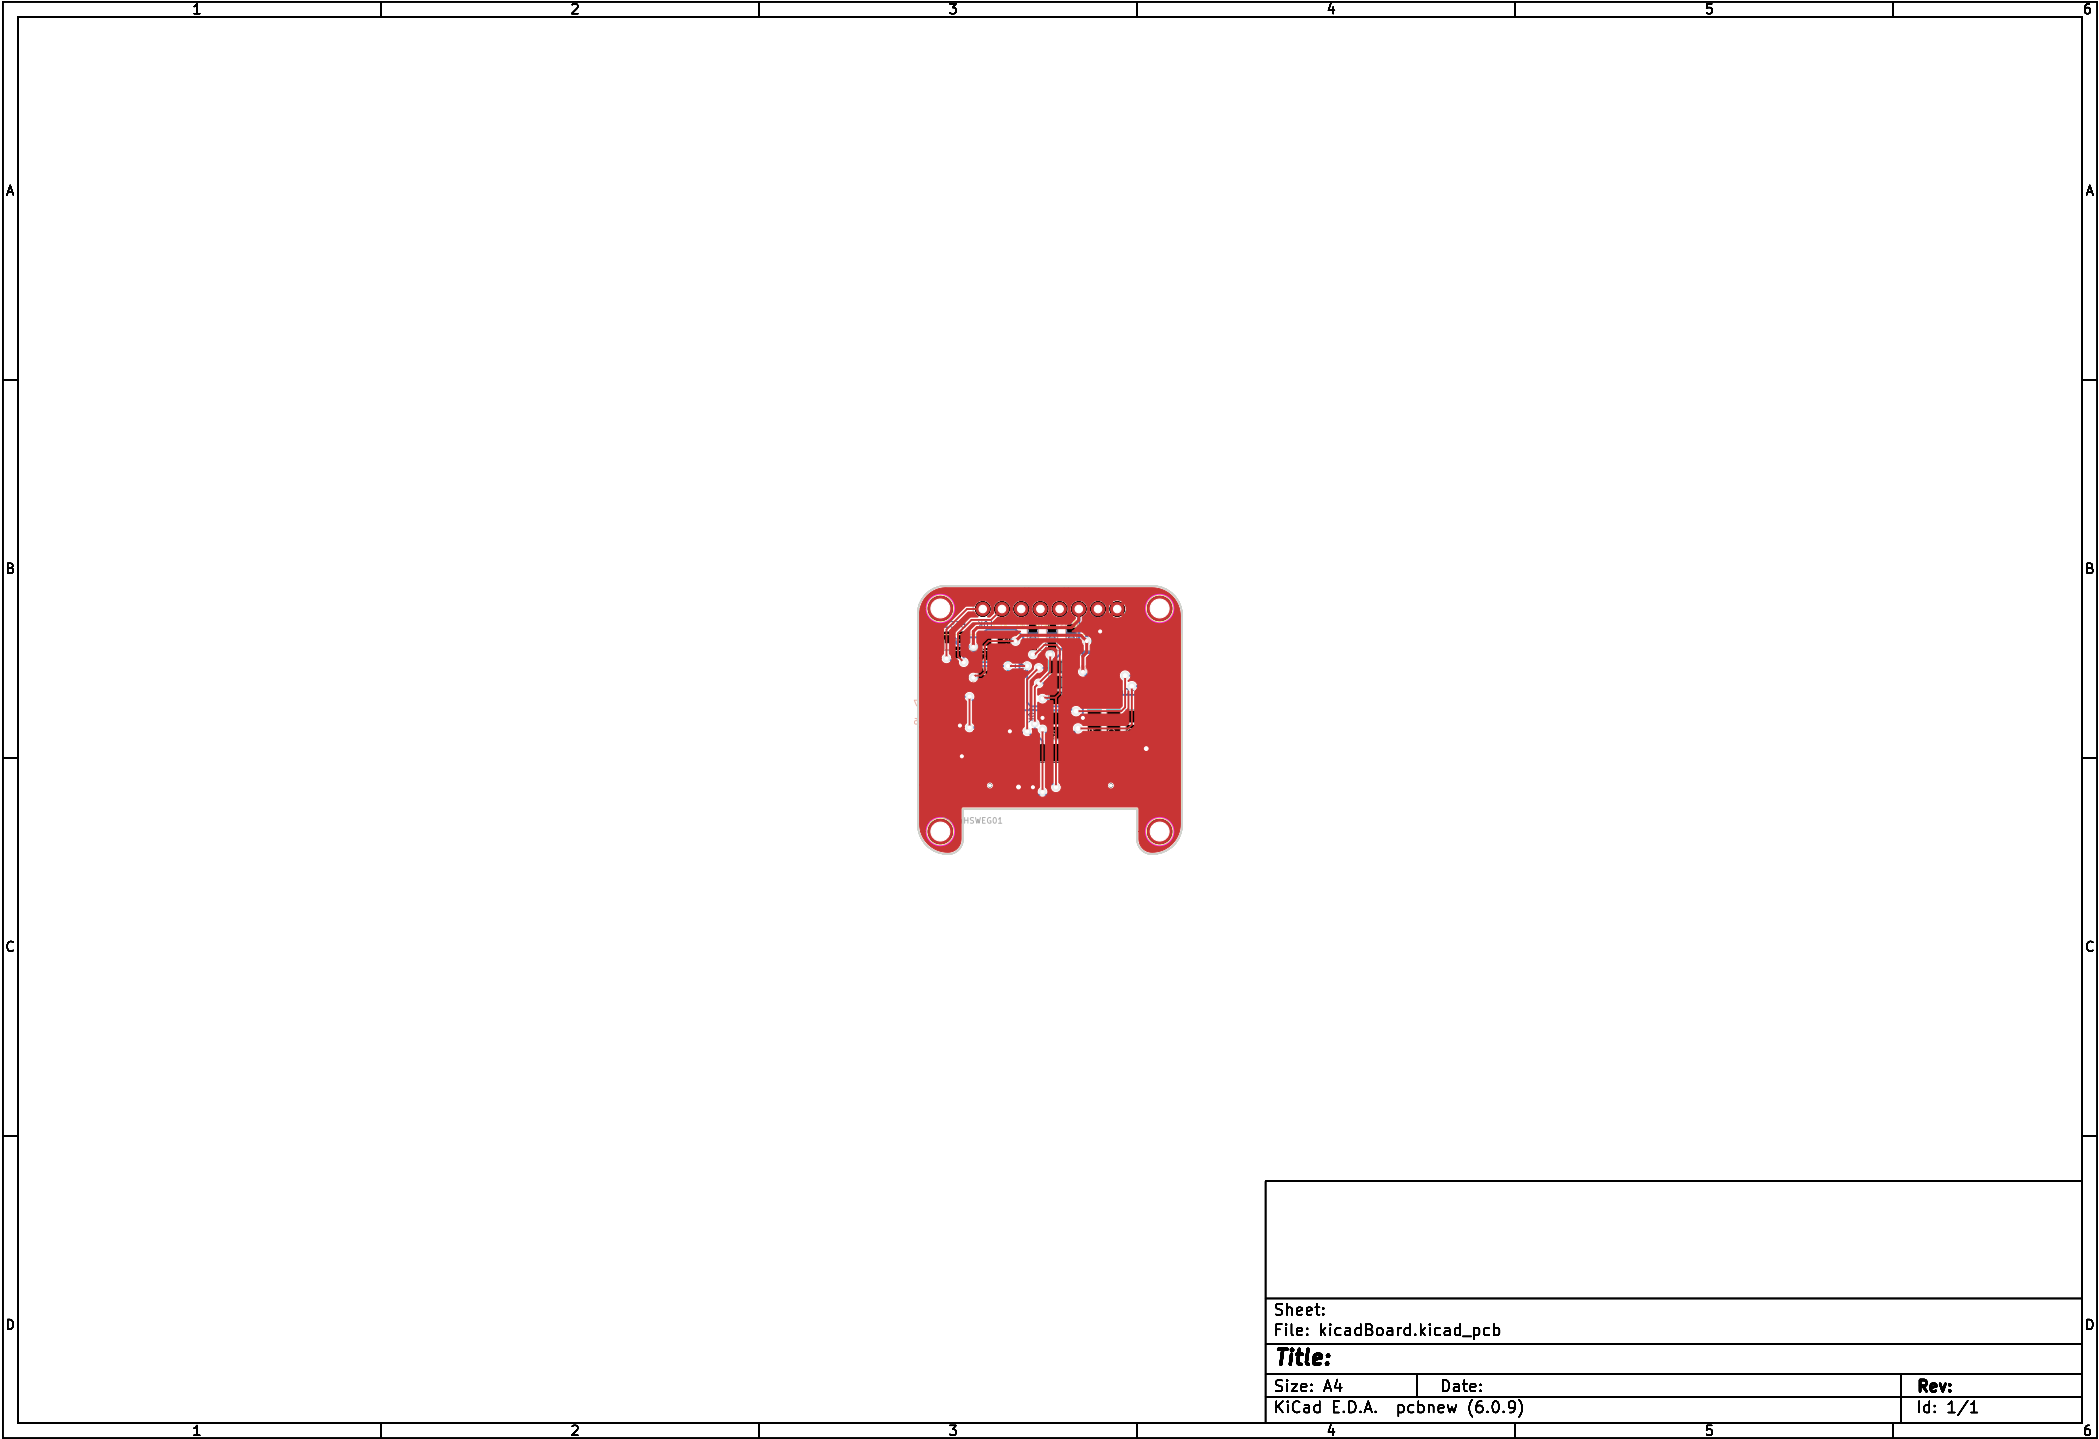 1 2 3 4 5 6
A A
B B
HSWEG01
C C
Sheet:
File: kicadBoard.kicad_pcb
D D
Title:
Size: A4 Date: Rev:
KiCad E.D.A. pcbnew (6.0.9) Id: 1/1
1 2 3 4 5 6